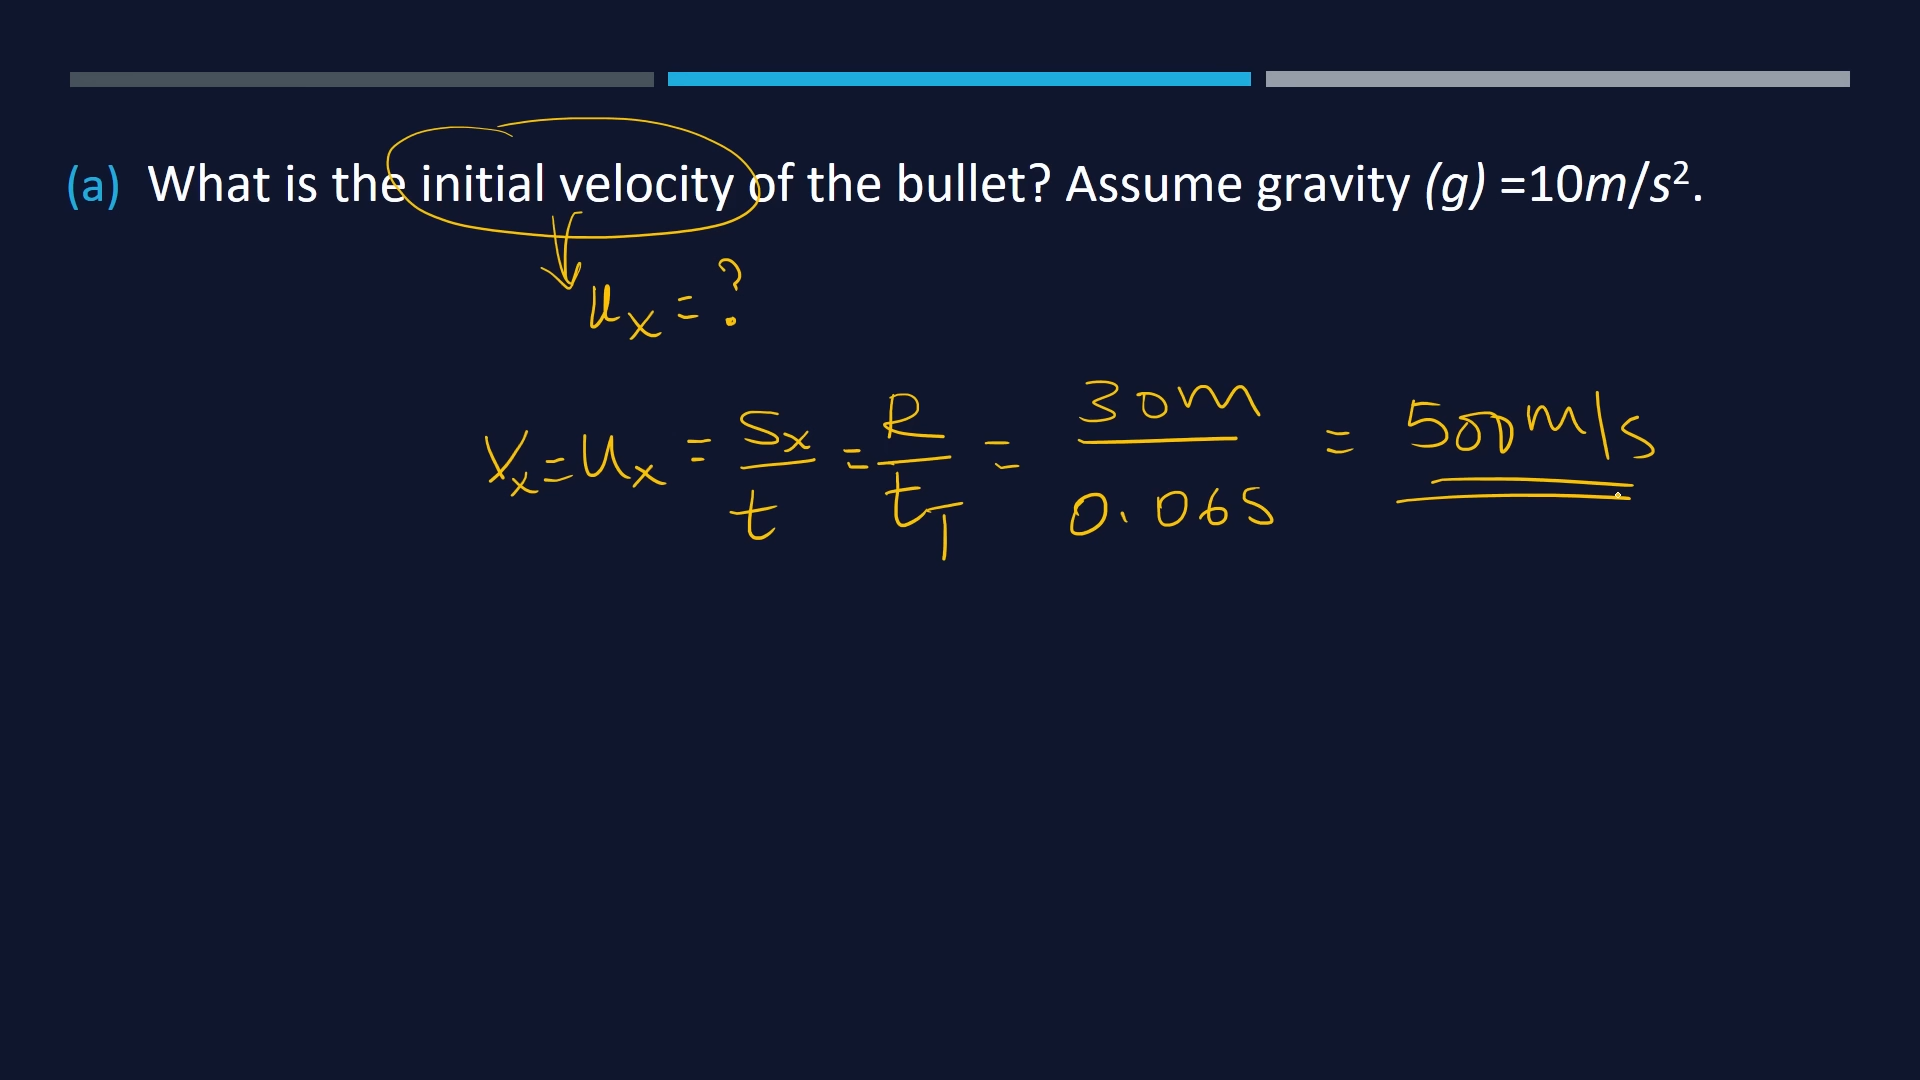 (a) What is the initial velocity of the bullet? Assume gravity (g) =10m/s².
uₓ = ?
Vₓ = uₓ = Sₓ/t = R/t_T = 30m/0.06s = 500m/s